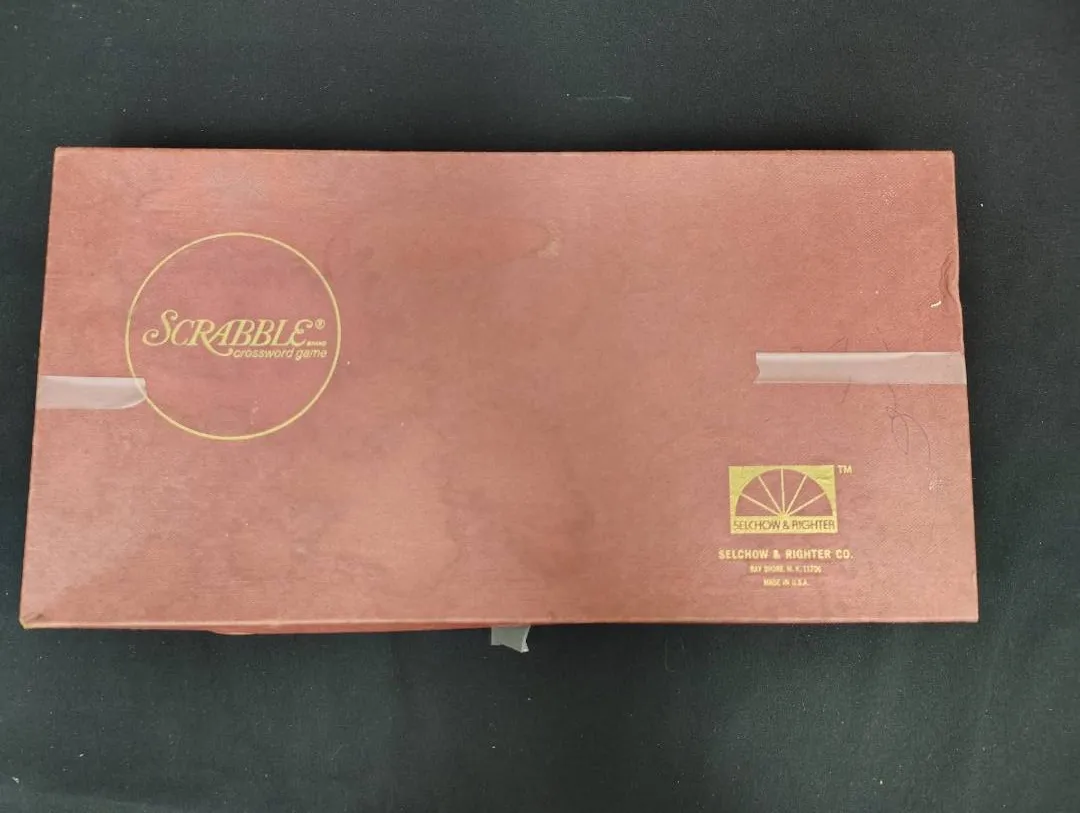 SCRABBLE® BRAND
crossword game
TM
SELCHOW & RIGHTER
SELCHOW & RIGHTER CO.
BAY SHORE, N.Y. 11706
MADE IN U.S.A.